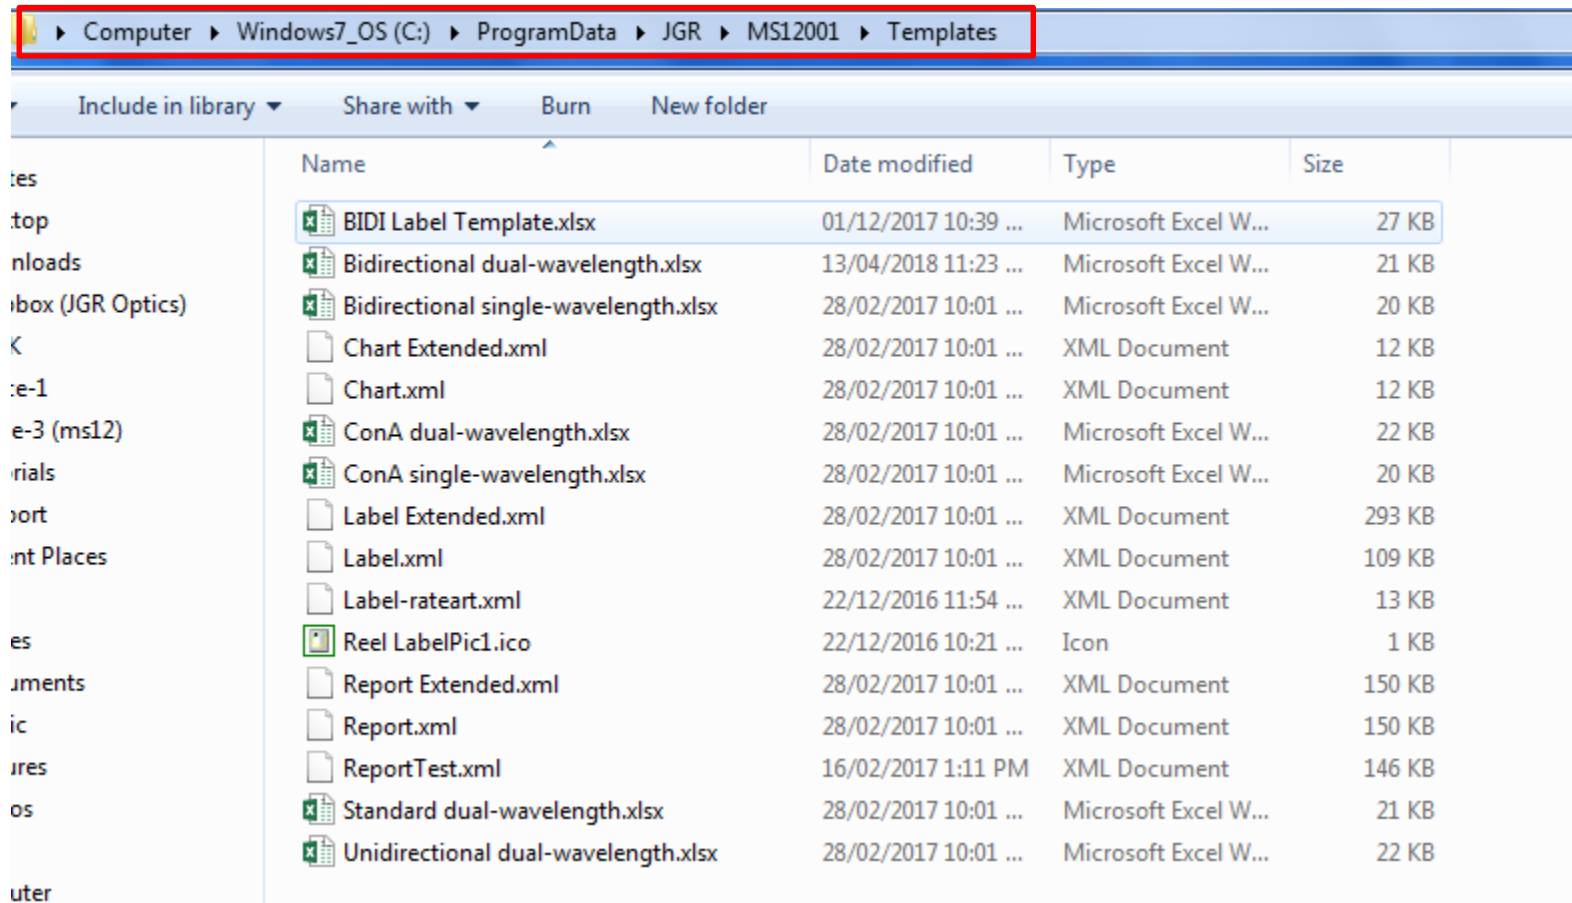 Computer Windows7_OS (C:) ProgramData JGR MS12001 Templates
Include in library Share with Burn New folder
Name Date modified Type Size
tes
top
nloads
box (JGR Optics)
K
e-1
e-3 (ms12)
rials
port
nt Places
es
uments
ic
ures
os
uter
BIDI Label Template.xlsx 01/12/2017 10:39 ... Microsoft Excel W... 27 KB
Bidirectional dual-wavelength.xlsx 13/04/2018 11:23 ... Microsoft Excel W... 21 KB
Bidirectional single-wavelength.xlsx 28/02/2017 10:01 ... Microsoft Excel W... 20 KB
Chart Extended.xml 28/02/2017 10:01 ... XML Document 12 KB
Chart.xml 28/02/2017 10:01 ... XML Document 12 KB
ConA dual-wavelength.xlsx 28/02/2017 10:01 ... Microsoft Excel W... 22 KB
ConA single-wavelength.xlsx 28/02/2017 10:01 ... Microsoft Excel W... 20 KB
Label Extended.xml 28/02/2017 10:01 ... XML Document 293 KB
Label.xml 28/02/2017 10:01 ... XML Document 109 KB
Label-rateart.xml 22/12/2016 11:54 ... XML Document 13 KB
Reel LabelPic1.ico 22/12/2016 10:21 ... Icon 1 KB
Report Extended.xml 28/02/2017 10:01 ... XML Document 150 KB
Report.xml 28/02/2017 10:01 ... XML Document 150 KB
ReportTest.xml 16/02/2017 1:11 PM XML Document 146 KB
Standard dual-wavelength.xlsx 28/02/2017 10:01 ... Microsoft Excel W... 21 KB
Unidirectional dual-wavelength.xlsx 28/02/2017 10:01 ... Microsoft Excel W... 22 KB